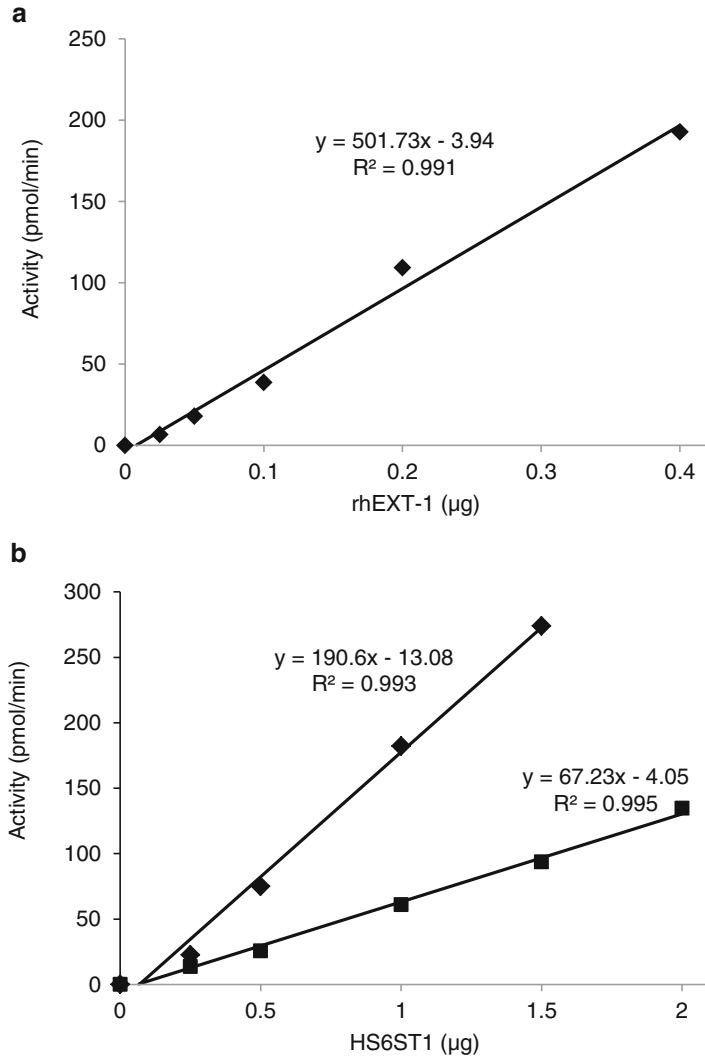 a
250
200
150
100
50
0
Activity (pmol/min)
y = 501.73x - 3.94
R² = 0.991
0 0.1 0.2 0.3 0.4
rhEXT-1 (µg)
b
300
250
200
150
100
50
0
Activity (pmol/min)
y = 190.6x - 13.08
R² = 0.993
y = 67.23x - 4.05
R² = 0.995
0 0.5 1 1.5 2
HS6ST1 (µg)